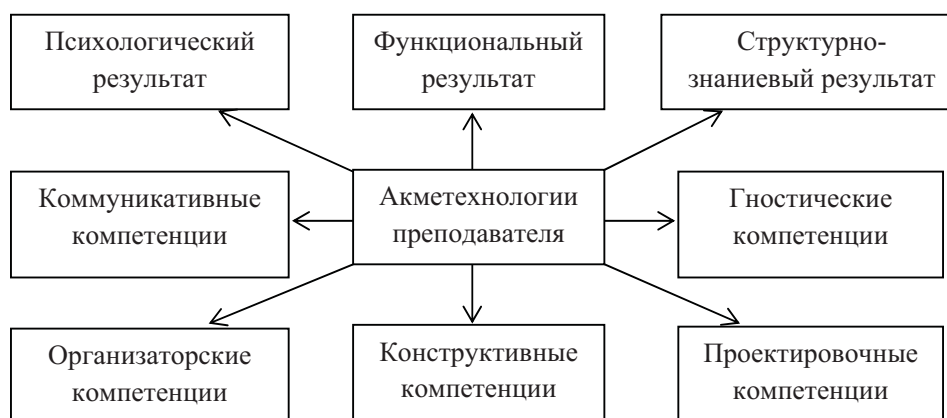 Психологический
результат
Функциональный
результат
Структурно-
знаниевый результат
Коммуникативные
компетенции
Акметехнологии
преподавателя
Гностические
компетенции
Организаторские
компетенции
Конструктивные
компетенции
Проектировочные
компетенции